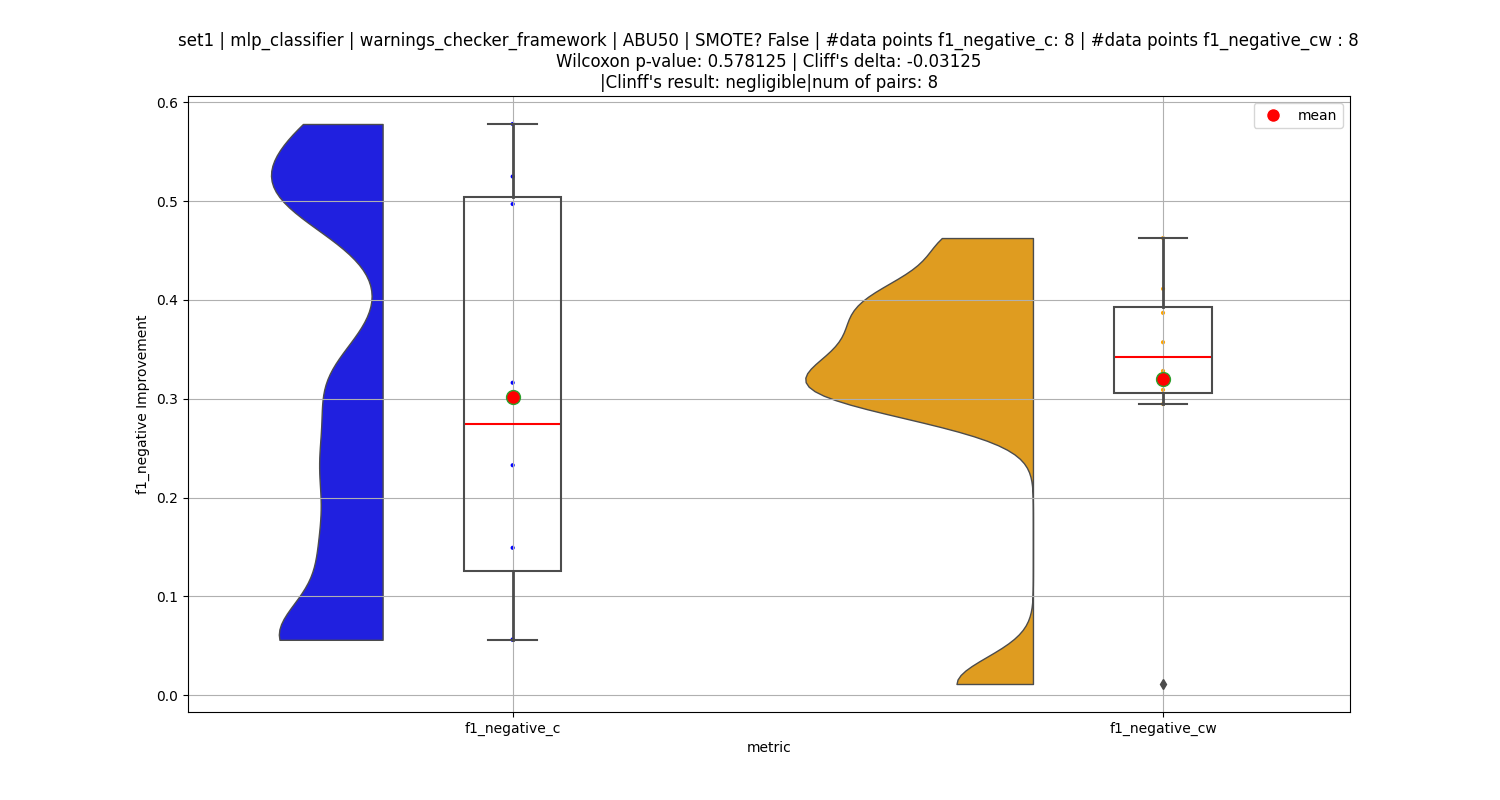 set1 | mlp_classifier | warnings_checker_framework | ABU50 | SMOTE? False | #data points f1_negative_c: 8 | #data points f1_negative_cw : 8
Wilcoxon p-value: 0.578125 | Cliff's delta: -0.03125
|Clinff's result: negligible|num of pairs: 8
mean
f1_negative Improvement
0.6
0.5
0.4
0.3
0.2
0.1
0.0
f1_negative_c
f1_negative_cw
metric